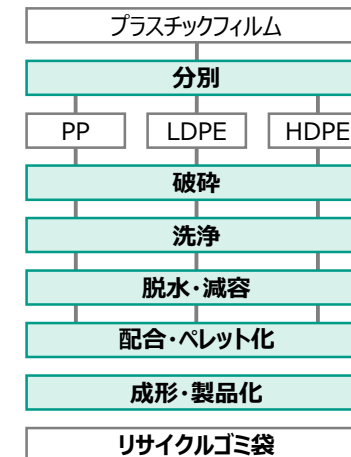 プラスチックフィルム
分別
PP LDPE HDPE
破砕
洗浄
脱水・減容
配合・ペレット化
成形・製品化
リサイクルゴミ袋